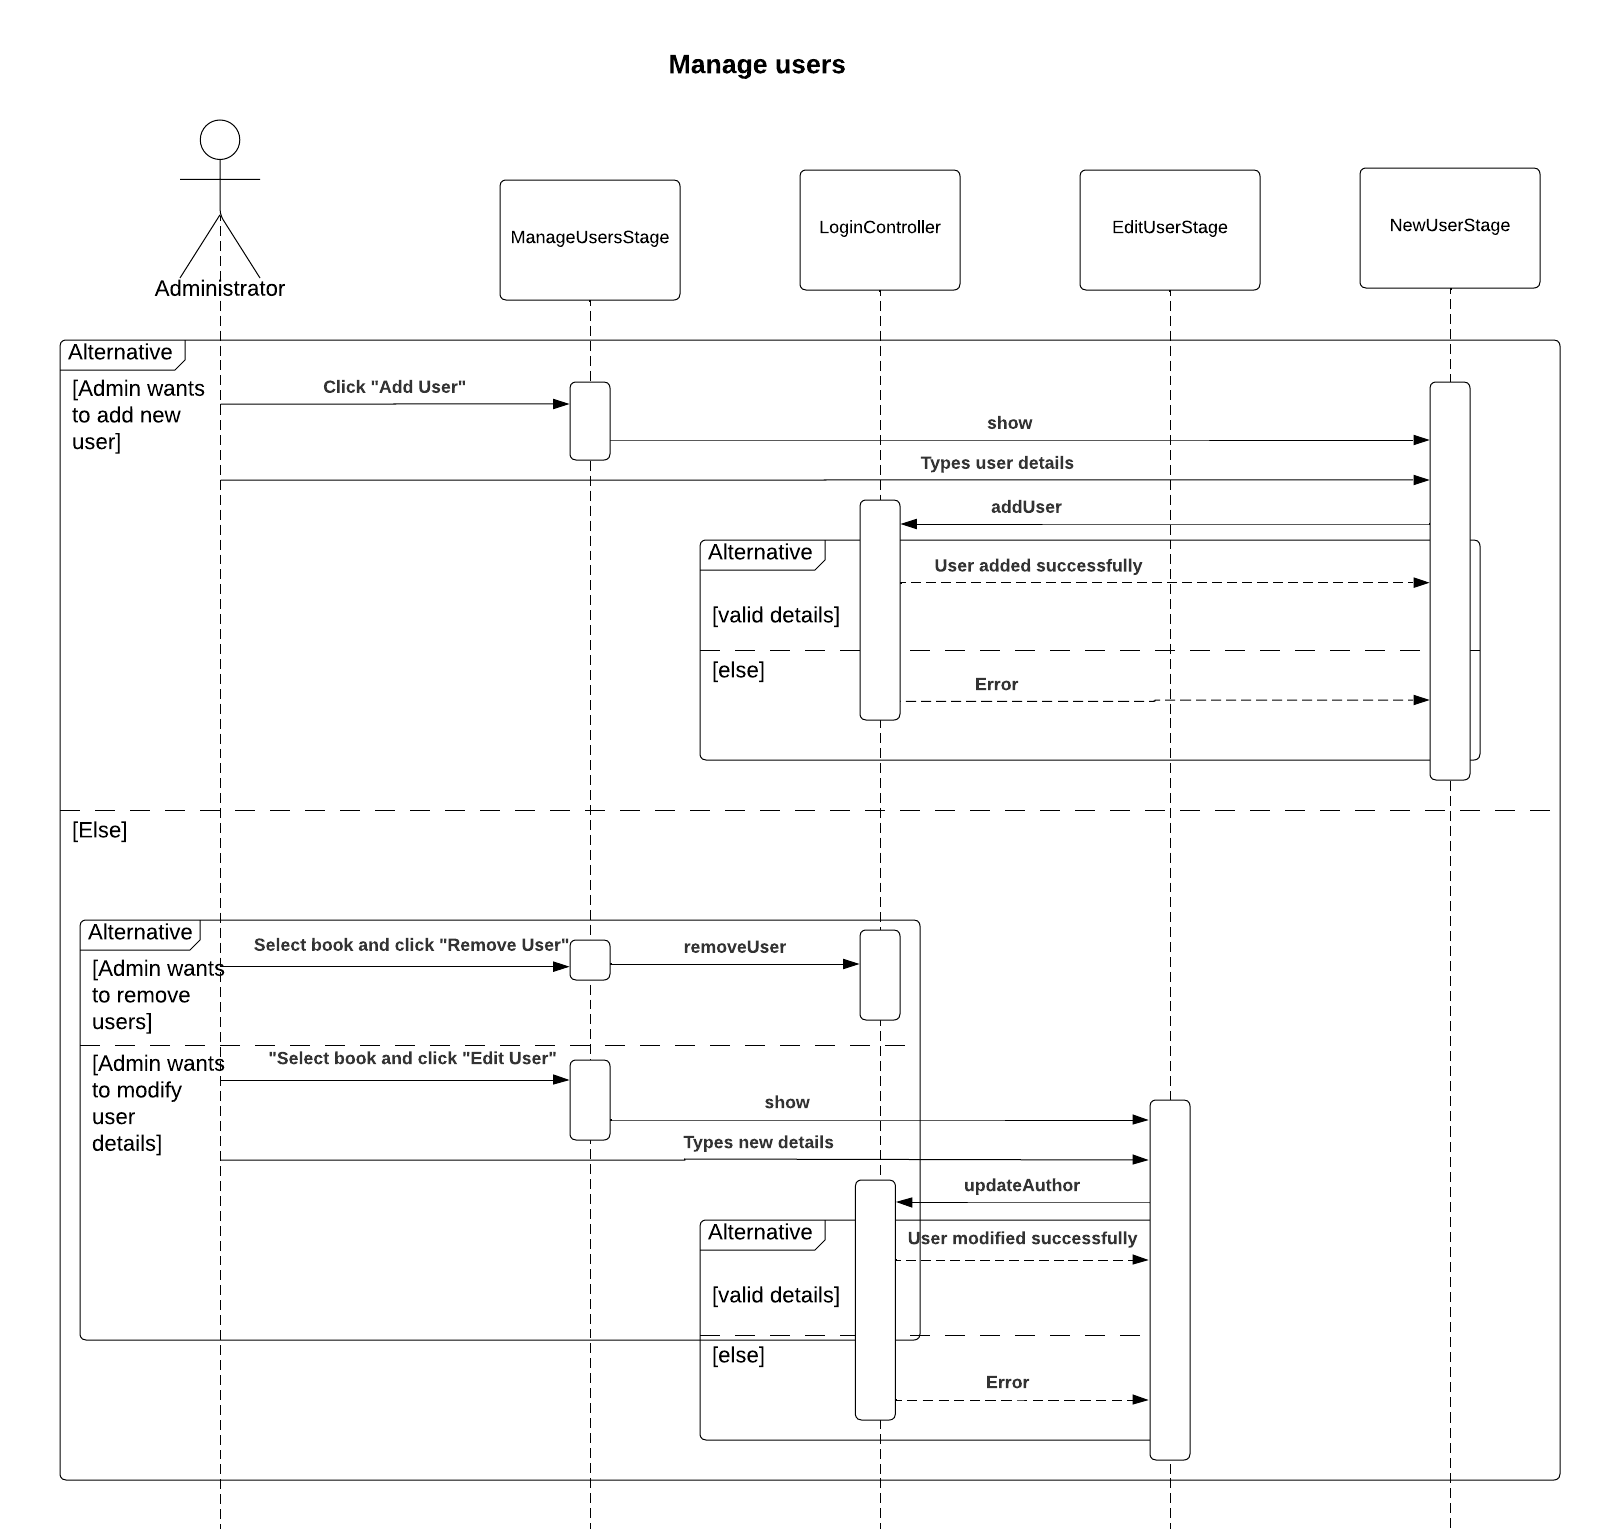 Manage users
Administrator
ManageUsersStage
LoginController
EditUserStage
NewUserStage
Alternative
[Admin wants
to add new
user]
Click "Add User"
show
Types user details
addUser
Alternative
User added successfully
[valid details]
[else]
Error
[Else]
Alternative
Select book and click "Remove User"
removeUser
[Admin wants
to remove
users]
[Admin wants
to modify
user
details]
"Select book and click "Edit User"
show
Types new details
updateAuthor
Alternative
User modified successfully
[valid details]
[else]
Error